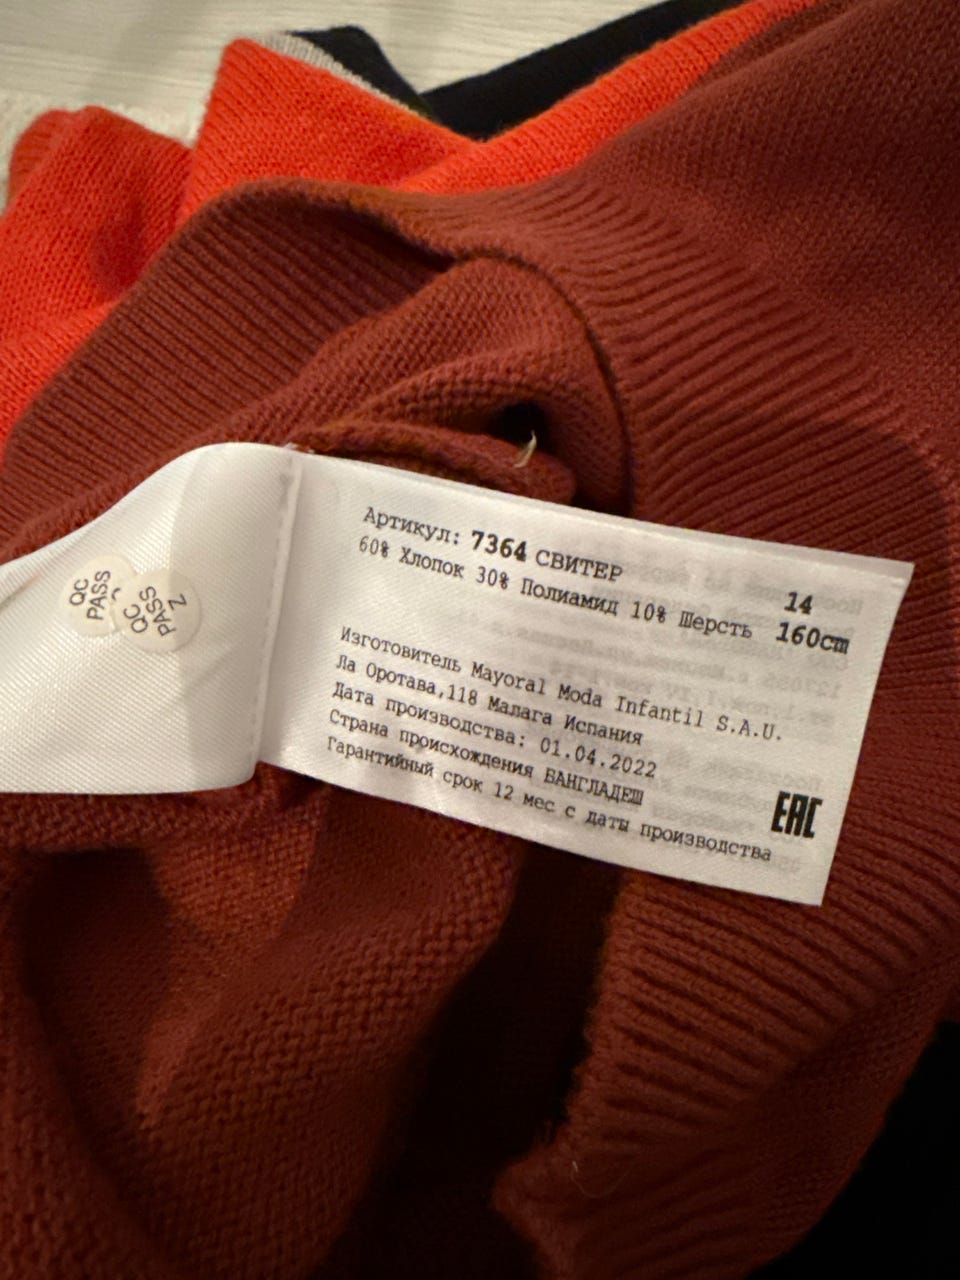 Артикул: 7364 СВИТЕР
60% Хлопок 30% Полиамид 10% Шерсть
14
160cm
Изготовитель Mayoral Moda Infantil S.A.U.
Ла Оротава,118 Малага Испания
Дата производства: 01.04.2022
Страна происхождения БАНГЛАДЕШ
Гарантийный срок 12 мес с даты производства
EAC
QC
PASS
QC
PASS
Z